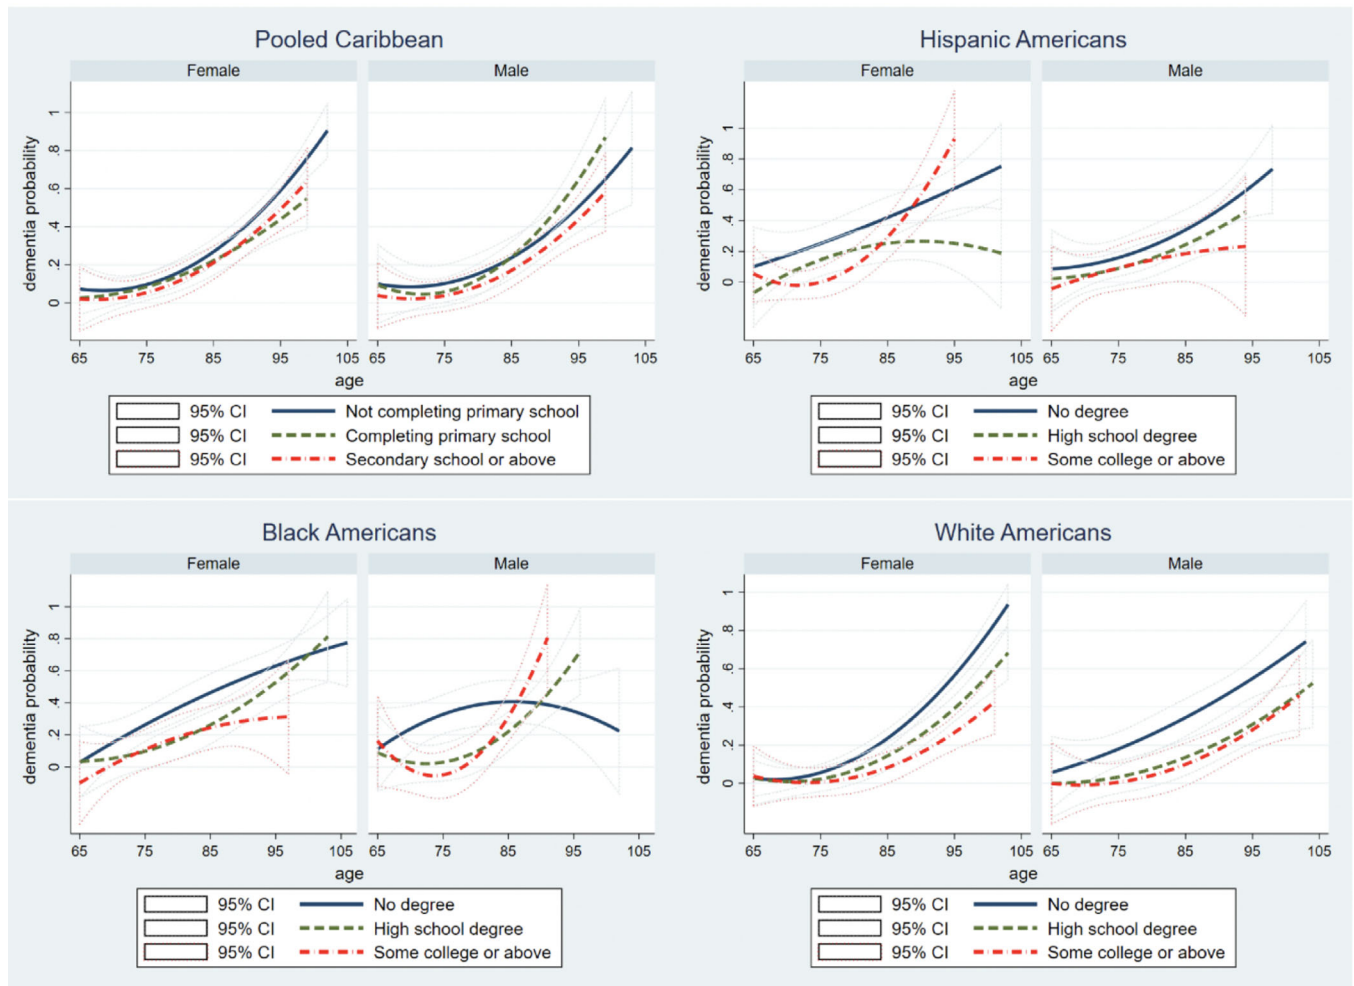 Pooled Caribbean
Female
Male
dementia probability
1
.8
.6
.4
.2
0
65 75 85 95 105 65 75 85 95 105
age
95% CI Not completing primary school
95% CI Completing primary school
95% CI Secondary school or above
Hispanic Americans
Female
Male
dementia probability
1
.8
.6
.4
.2
0
65 75 85 95 105 65 75 85 95 105
age
95% CI No degree
95% CI High school degree
95% CI Some college or above
Black Americans
Female
Male
dementia probability
1
.8
.6
.4
.2
0
65 75 85 95 105 65 75 85 95 105
age
95% CI No degree
95% CI High school degree
95% CI Some college or above
White Americans
Female
Male
dementia probability
1
.8
.6
.4
.2
0
65 75 85 95 105 65 75 85 95 105
age
95% CI No degree
95% CI High school degree
95% CI Some college or above